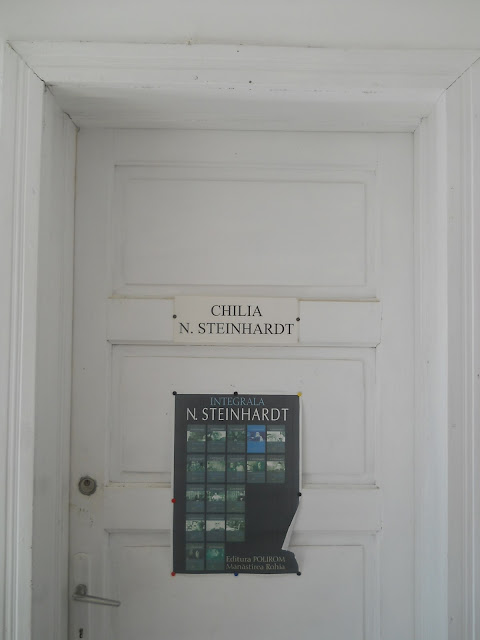 CHILIA
N. STEINHARDT
INTEGRALA
N. STEINHARDT
Editura POLIROM
Mănăstirea Rohia